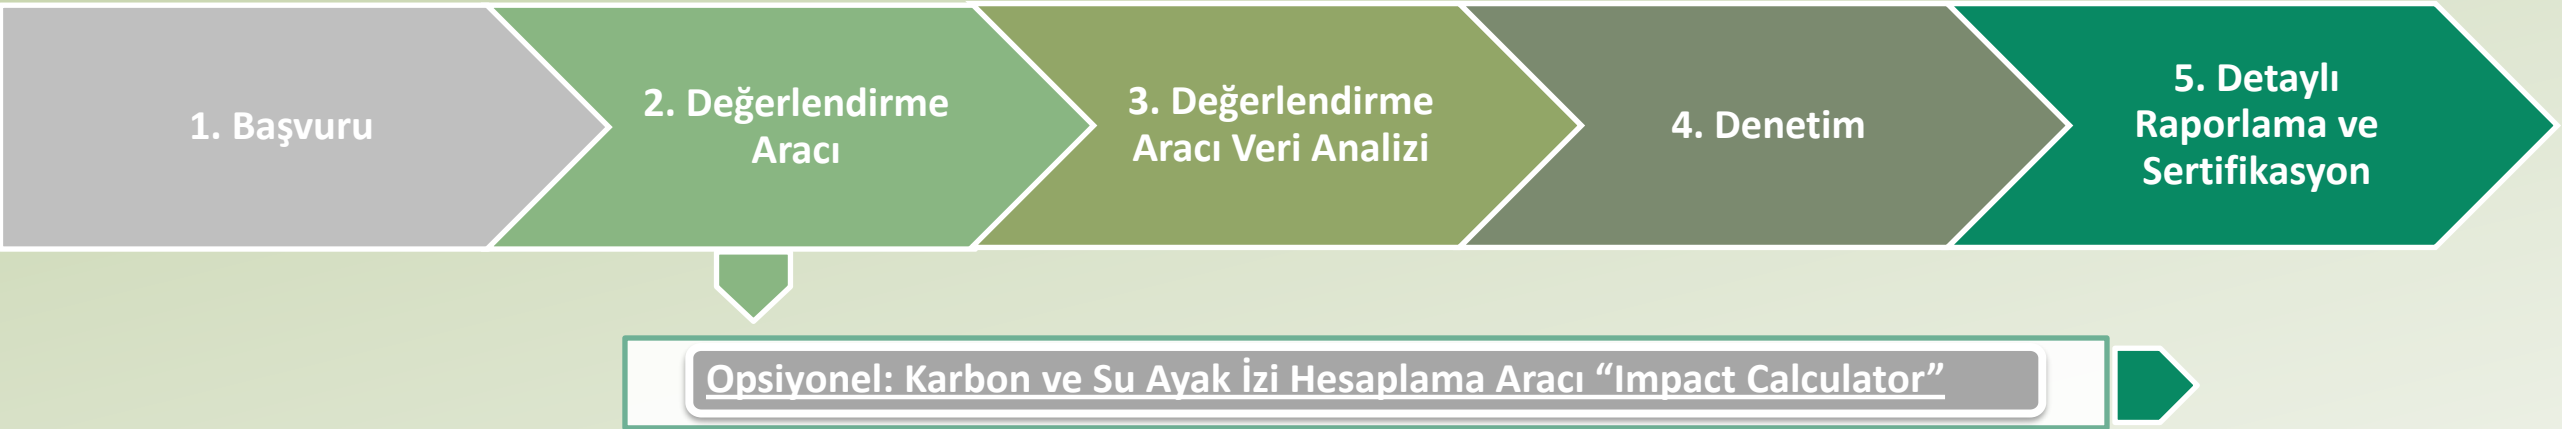 1. Başvuru
2. Değerlendirme
Aracı
3. Değerlendirme
Aracı Veri Analizi
4. Denetim
5. Detaylı
Raporlama ve
Sertifikasyon
Opsiyonel: Karbon ve Su Ayak İzi Hesaplama Aracı “Impact Calculator”